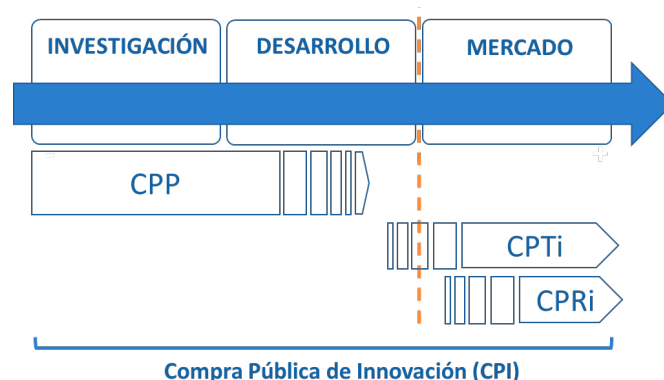 INVESTIGACIÓN
DESARROLLO
MERCADO
CPP
CPTi
CPRi
Compra Pública de Innovación (CPI)